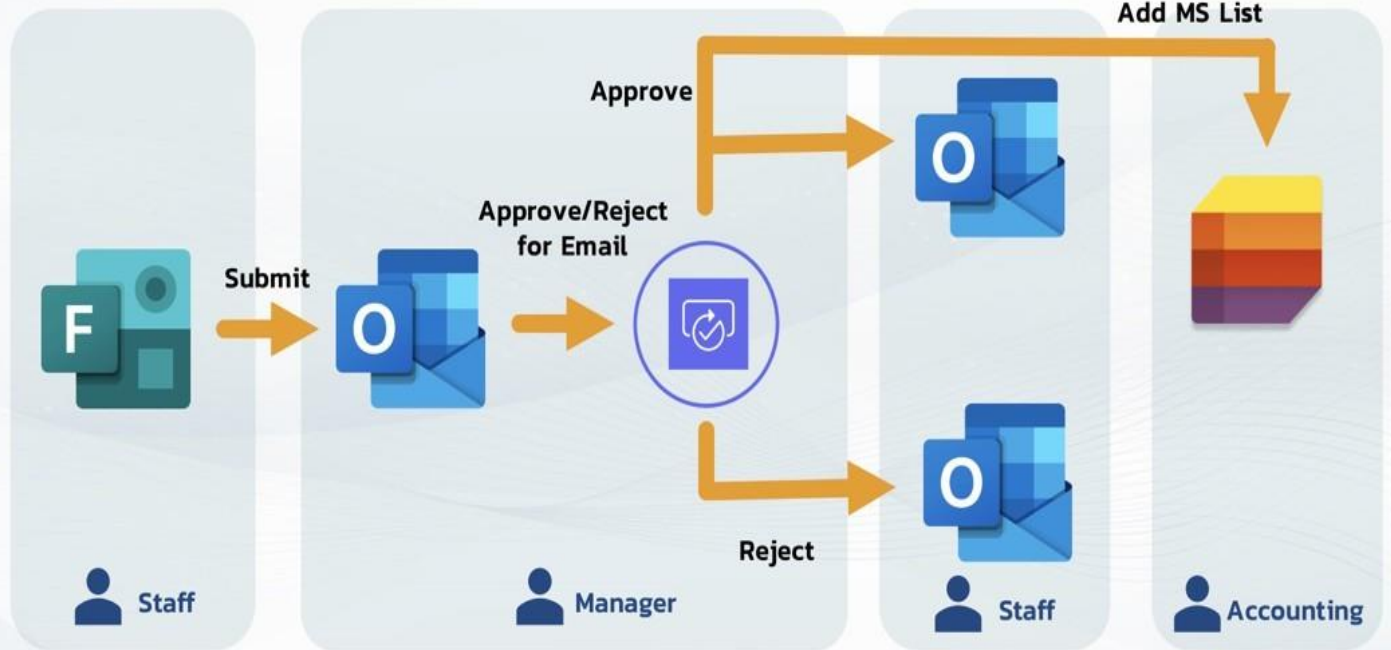 Add MS List
Approve
Approve/Reject
for Email
Submit
F
O
O
O
Reject
Staff
Manager
Staff
Accounting